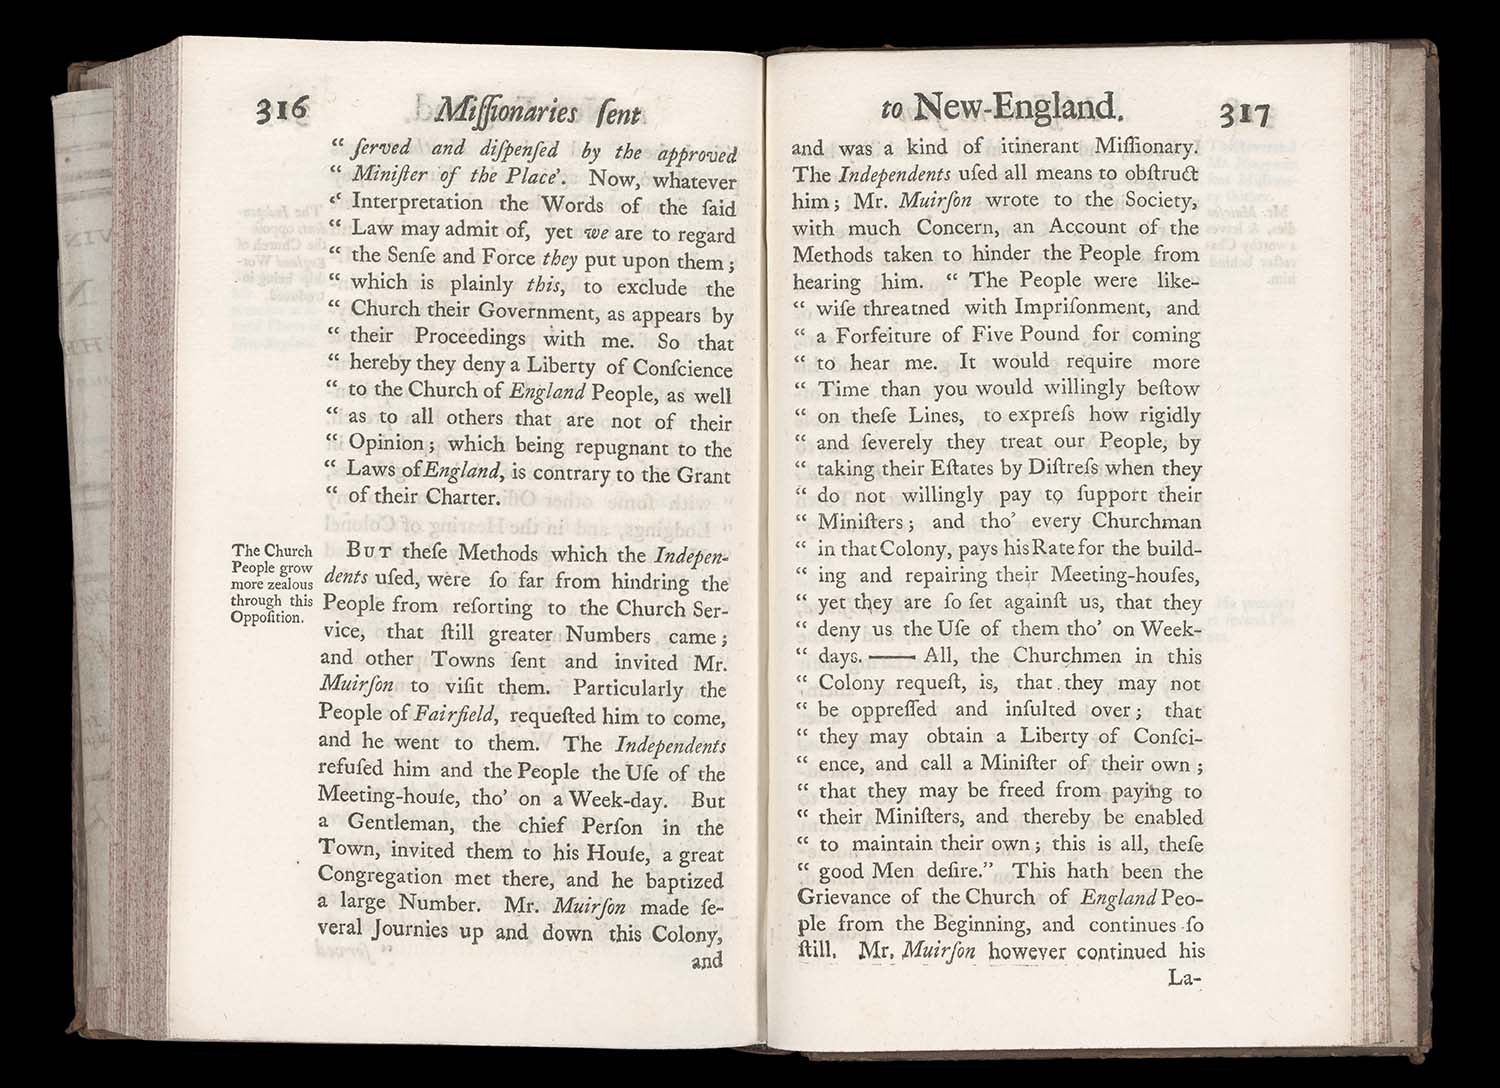 316 Miſſionaries ſent
“ ſerved and diſpenſed by the approved
“ Miniſter of the Place’. Now, whatever
“ Interpretation the Words of the ſaid
“ Law may admit of, yet we are to regard
“ the Senſe and Force they put upon them ;
“ which is plainly this, to exclude the
“ Church their Government, as appears by
“ their Proceedings with me. So that
“ hereby they deny a Liberty of Conſcience
“ to the Church of England People, as well
“ as to all others that are not of their
“ Opinion ; which being repugnant to the
“ Laws of England, is contrary to the Grant
“ of their Charter.
The Church
People grow
more zealous
through this
Oppoſition.
BUT theſe Methods which the Indepen-
dents uſed, were ſo far from hindring the
People from reſorting to the Church Ser-
vice, that ſtill greater Numbers came ;
and other Towns ſent and invited Mr.
Muirſon to viſit them. Particularly the
People of Fairfield, requeſted him to come,
and he went to them. The Independents
refuſed him and the People the Uſe of the
Meeting-houſe, tho’ on a Week-day. But
a Gentleman, the chief Perſon in the
Town, invited them to his Houſe, a great
Congregation met there, and he baptized
a large Number. Mr. Muirſon made ſe-
veral Journies up and down this Colony,
and
to New-England. 317
and was a kind of itinerant Miſſionary.
The Independents uſed all means to obſtruct
him ; Mr. Muirſon wrote to the Society,
with much Concern, an Account of the
Methods taken to hinder the People from
hearing him. “ The People were like-
“ wiſe threatned with Impriſonment, and
“ a Forfeiture of Five Pound for coming
“ to hear me. It would require more
“ Time than you would willingly beſtow
“ on theſe Lines, to expreſs how rigidly
“ and ſeverely they treat our People, by
“ taking their Eſtates by Diſtreſs when they
“ do not willingly pay to ſupport their
“ Miniſters ; and tho’ every Churchman
“ in that Colony, pays his Rate for the build-
“ ing and repairing their Meeting-houſes,
“ yet they are ſo ſet againſt us, that they
“ deny us the Uſe of them tho’ on Week-
“ days. —— All, the Churchmen in this
“ Colony requeſt, is, that they may not
“ be oppreſſed and inſulted over ; that
“ they may obtain a Liberty of Conſci-
“ ence, and call a Miniſter of their own ;
“ that they may be freed from paying to
“ their Miniſters, and thereby be enabled
“ to maintain their own ; this is all, theſe
“ good Men deſire.” This hath been the
Grievance of the Church of England Peo-
ple from the Beginning, and continues ſo
ſtill. Mr. Muirſon however continued his
La-